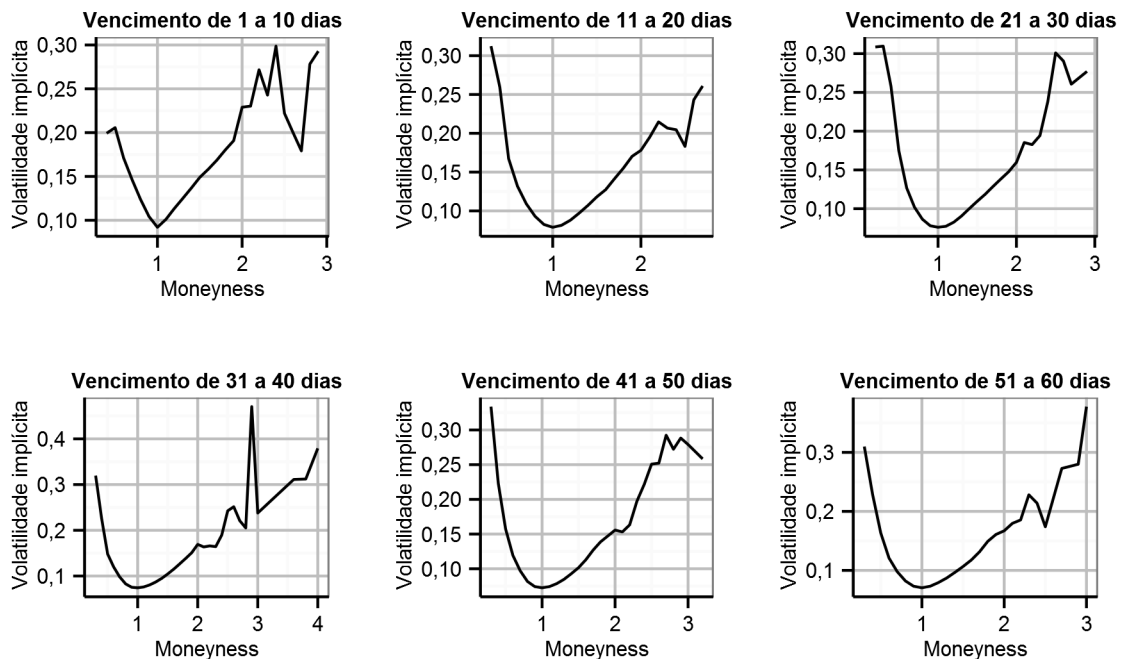 Vencimento de 1 a 10 dias
Volatilidade implícita
0,30
0,25
0,20
0,15
0,10
1 2 3
Moneyness
Vencimento de 11 a 20 dias
Volatilidade implícita
0,30
0,25
0,20
0,15
0,10
1 2
Moneyness
Vencimento de 21 a 30 dias
Volatilidade implícita
0,30
0,25
0,20
0,15
0,10
1 2 3
Moneyness
Vencimento de 31 a 40 dias
Volatilidade implícita
0,4
0,3
0,2
0,1
1 2 3 4
Moneyness
Vencimento de 41 a 50 dias
Volatilidade implícita
0,30
0,25
0,20
0,15
0,10
1 2 3
Moneyness
Vencimento de 51 a 60 dias
Volatilidade implícita
0,3
0,2
0,1
1 2 3
Moneyness